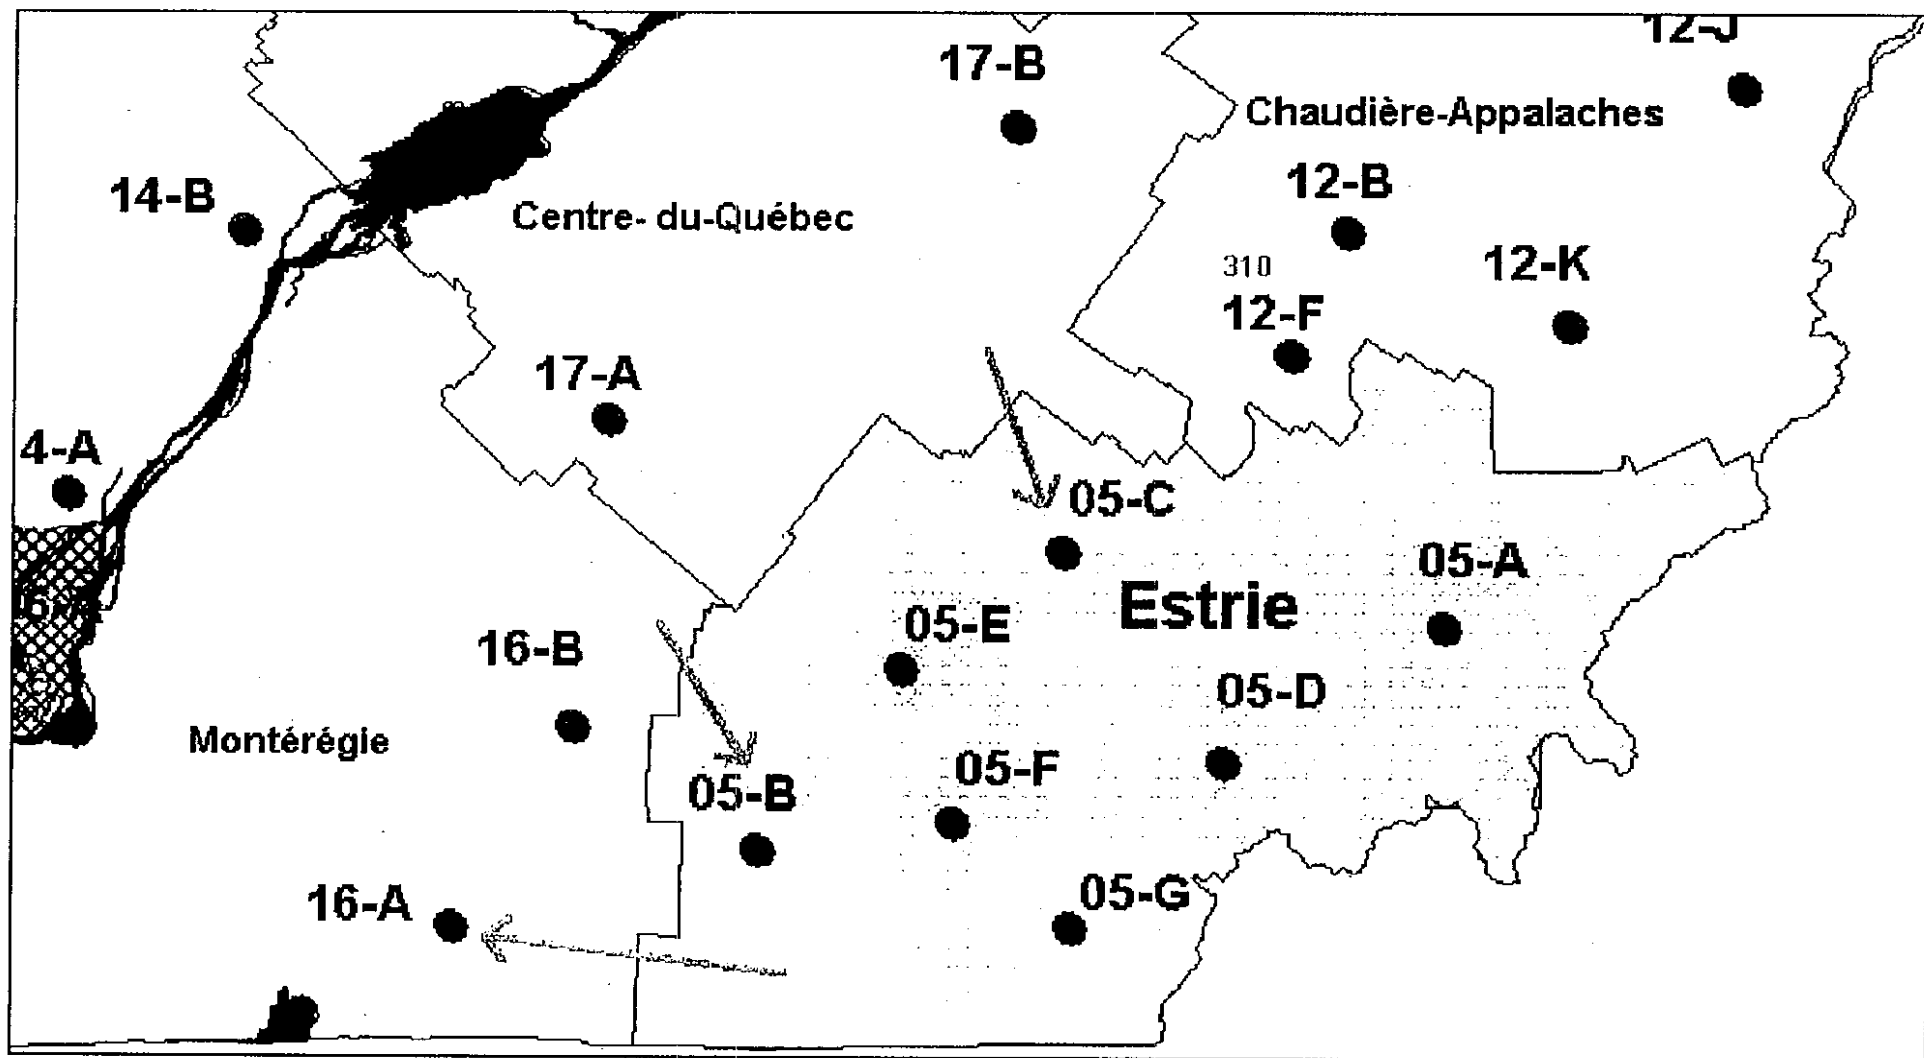 12-J
17-B
Chaudière-Appalaches
12-B
14-B
Centre- du-Québec
310
12-K
12-F
17-A
4-A
05-C
05-A
Estrie
05-E
16-B
05-D
Montérégie
05-F
05-B
16-A
05-G